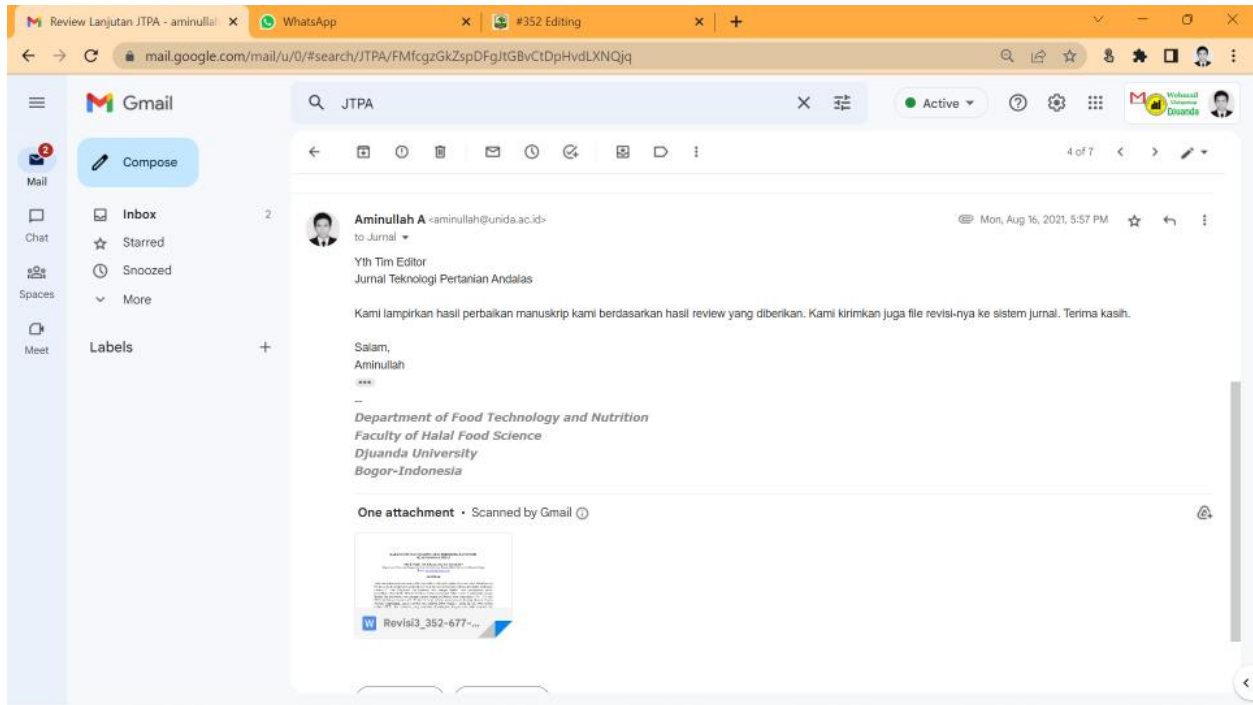 Review Lanjutan JTPA - aminullah
WhatsApp
#352 Editing
mail.google.com/mail/u/0/#search/JTPA/FMfcgzGkZspDFgJtGBvCtDpHvdLXNQjq
Gmail
JTPA
Active
Djuanda
2
Mail
Chat
Spaces
Meet
Compose
Inbox 2
Starred
Snoozed
More
Labels
4 of 7
Aminullah A <aminullah@unida.ac.id>
Mon, Aug 16, 2021, 5:57 PM
to Jurnal
Yth Tim Editor
Jurnal Teknologi Pertanian Andalas
Kami lampirkan hasil perbaikan manuskrip kami berdasarkan hasil review yang diberikan. Kami kirimkan juga file revisi-nya ke sistem jurnal. Terima kasih.
Salam,
Aminullah
--
Department of Food Technology and Nutrition
Faculty of Halal Food Science
Djuanda University
Bogor-Indonesia
One attachment • Scanned by Gmail
W Revisi3_352-677-...